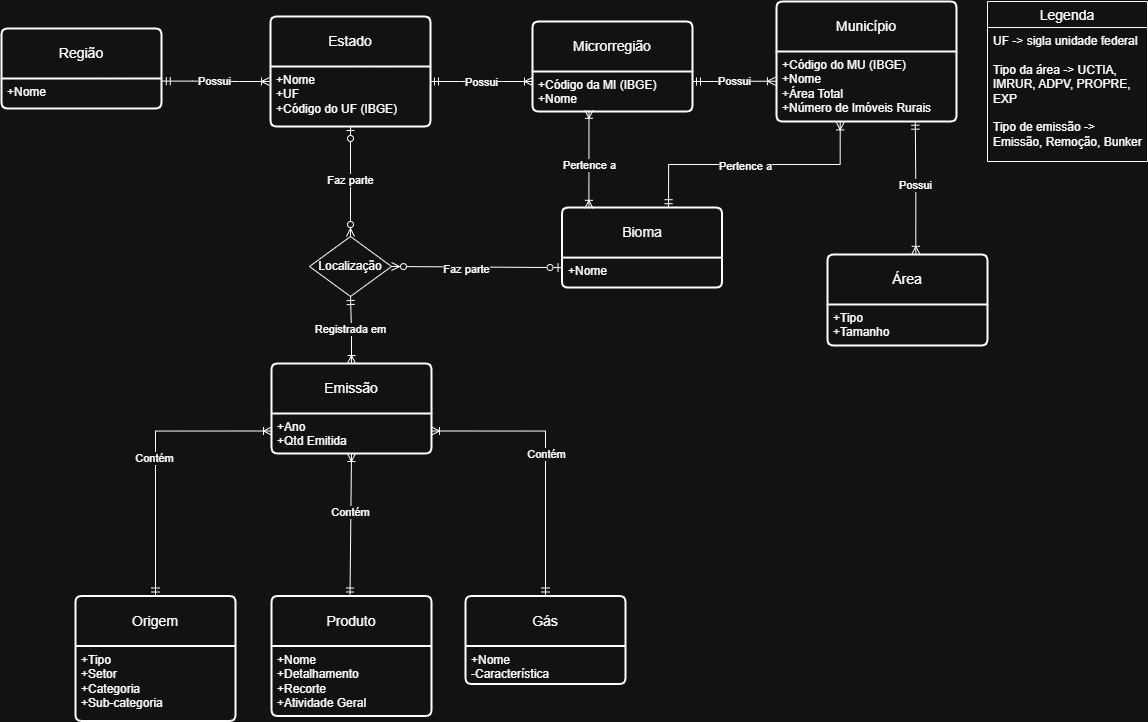 Região
+Nome
Possui
Estado
+Nome
+UF
+Código do UF (IBGE)
Possui
Microrregião
+Código da MI (IBGE)
+Nome
Possui
Município
+Código do MU (IBGE)
+Nome
+Área Total
+Número de Imóveis Rurais
Legenda
UF -> sigla unidade federal
Tipo da área -> UCTIA,
IMRUR, ADPV, PROPRE,
EXP
Tipo de emissão ->
Emissão, Remoção, Bunker
Faz parte
Pertence a
Pertence a
Possui
Localização
Faz parte
Bioma
+Nome
Área
+Tipo
+Tamanho
Registrada em
Emissão
+Ano
+Qtd Emitida
Contém
Contém
Contém
Origem
+Tipo
+Setor
+Categoria
+Sub-categoria
Produto
+Nome
+Detalhamento
+Recorte
+Atividade Geral
Gás
+Nome
-Característica